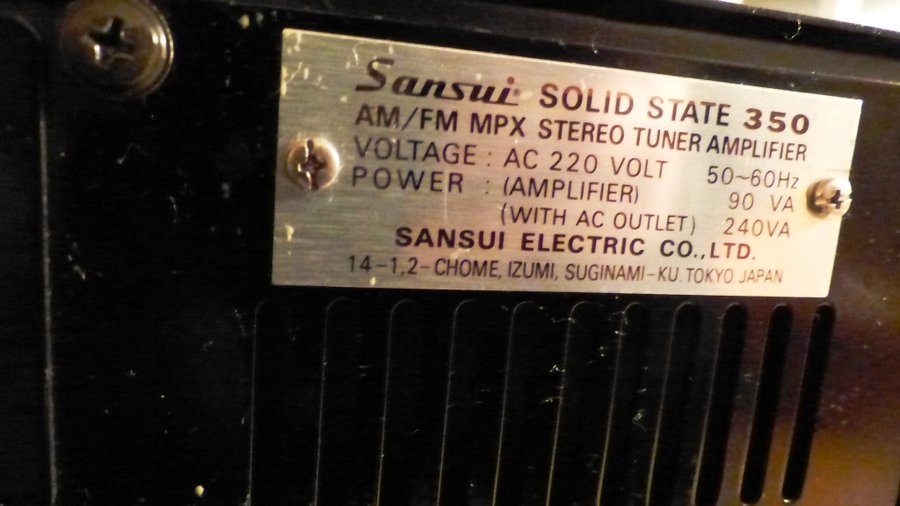 Sansui® SOLID STATE 350
AM/FM MPX STEREO TUNER AMPLIFIER
VOLTAGE : AC 220 VOLT 50~60Hz
POWER : (AMPLIFIER) 90 VA
(WITH AC OUTLET) 240VA
SANSUI ELECTRIC CO.,LTD.
14-1,2-CHOME, IZUMI, SUGINAMI-KU. TOKYO JAPAN